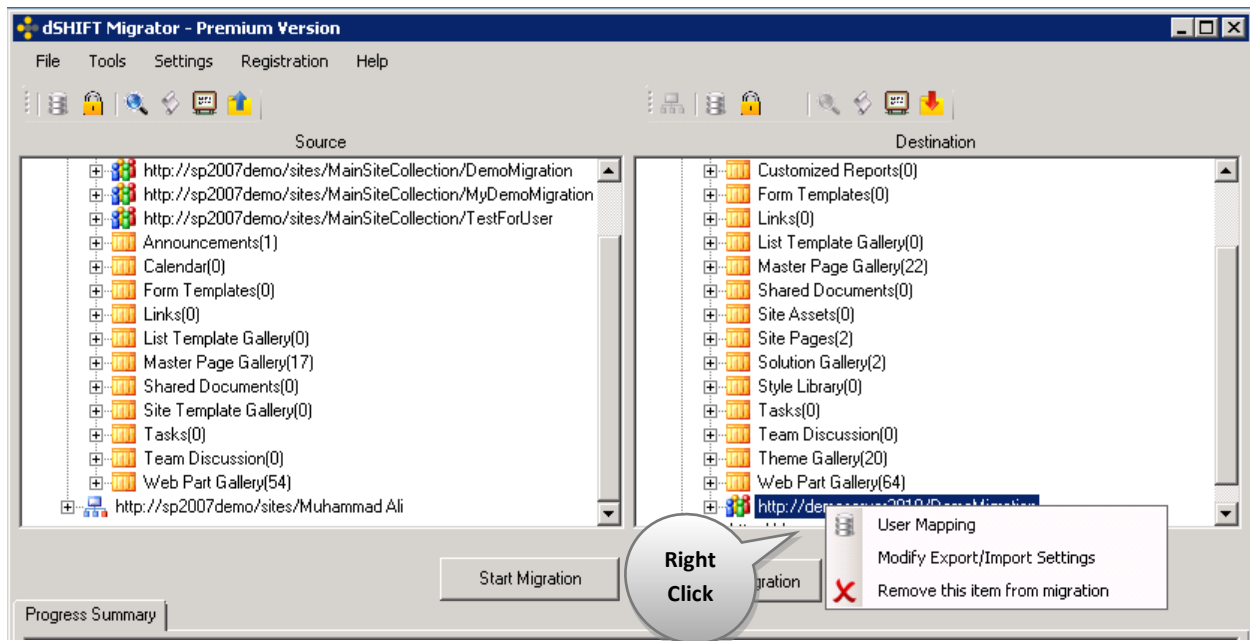 dSHIFT Migrator - Premium Version
File Tools Settings Registration Help
Source
http://sp2007demo/sites/MainSiteCollection/DemoMigration
http://sp2007demo/sites/MainSiteCollection/MyDemoMigration
http://sp2007demo/sites/MainSiteCollection/TestForUser
Announcements(1)
Calendar(0)
Form Templates(0)
Links(0)
List Template Gallery(0)
Master Page Gallery(17)
Shared Documents(0)
Site Template Gallery(0)
Tasks(0)
Team Discussion(0)
Web Part Gallery(54)
http://sp2007demo/sites/Muhammad Ali
Destination
Customized Reports(0)
Form Templates(0)
Links(0)
List Template Gallery(0)
Master Page Gallery(22)
Shared Documents(0)
Site Assets(0)
Site Pages(2)
Solution Gallery(2)
Style Library(0)
Tasks(0)
Team Discussion(0)
Theme Gallery(20)
Web Part Gallery(64)
User Mapping
Modify Export/Import Settings
Remove this item from migration
Right
Click
Start Migration
gration
Progress Summary